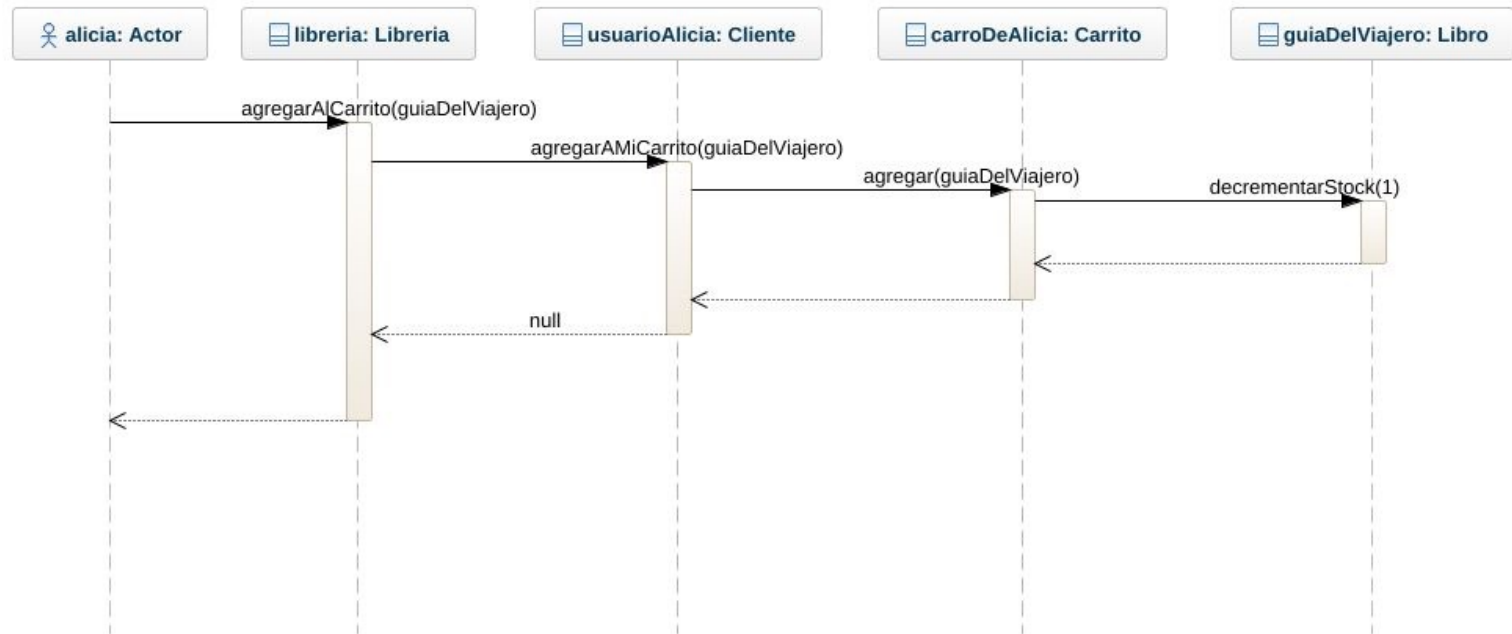 alicia: Actor
libreria: Libreria
usuarioAlicia: Cliente
carroDeAlicia: Carrito
guiaDelViajero: Libro
agregarAlCarrito(guiaDelViajero)
agregarAMiCarrito(guiaDelViajero)
agregar(guiaDelViajero)
decrementarStock(1)
null